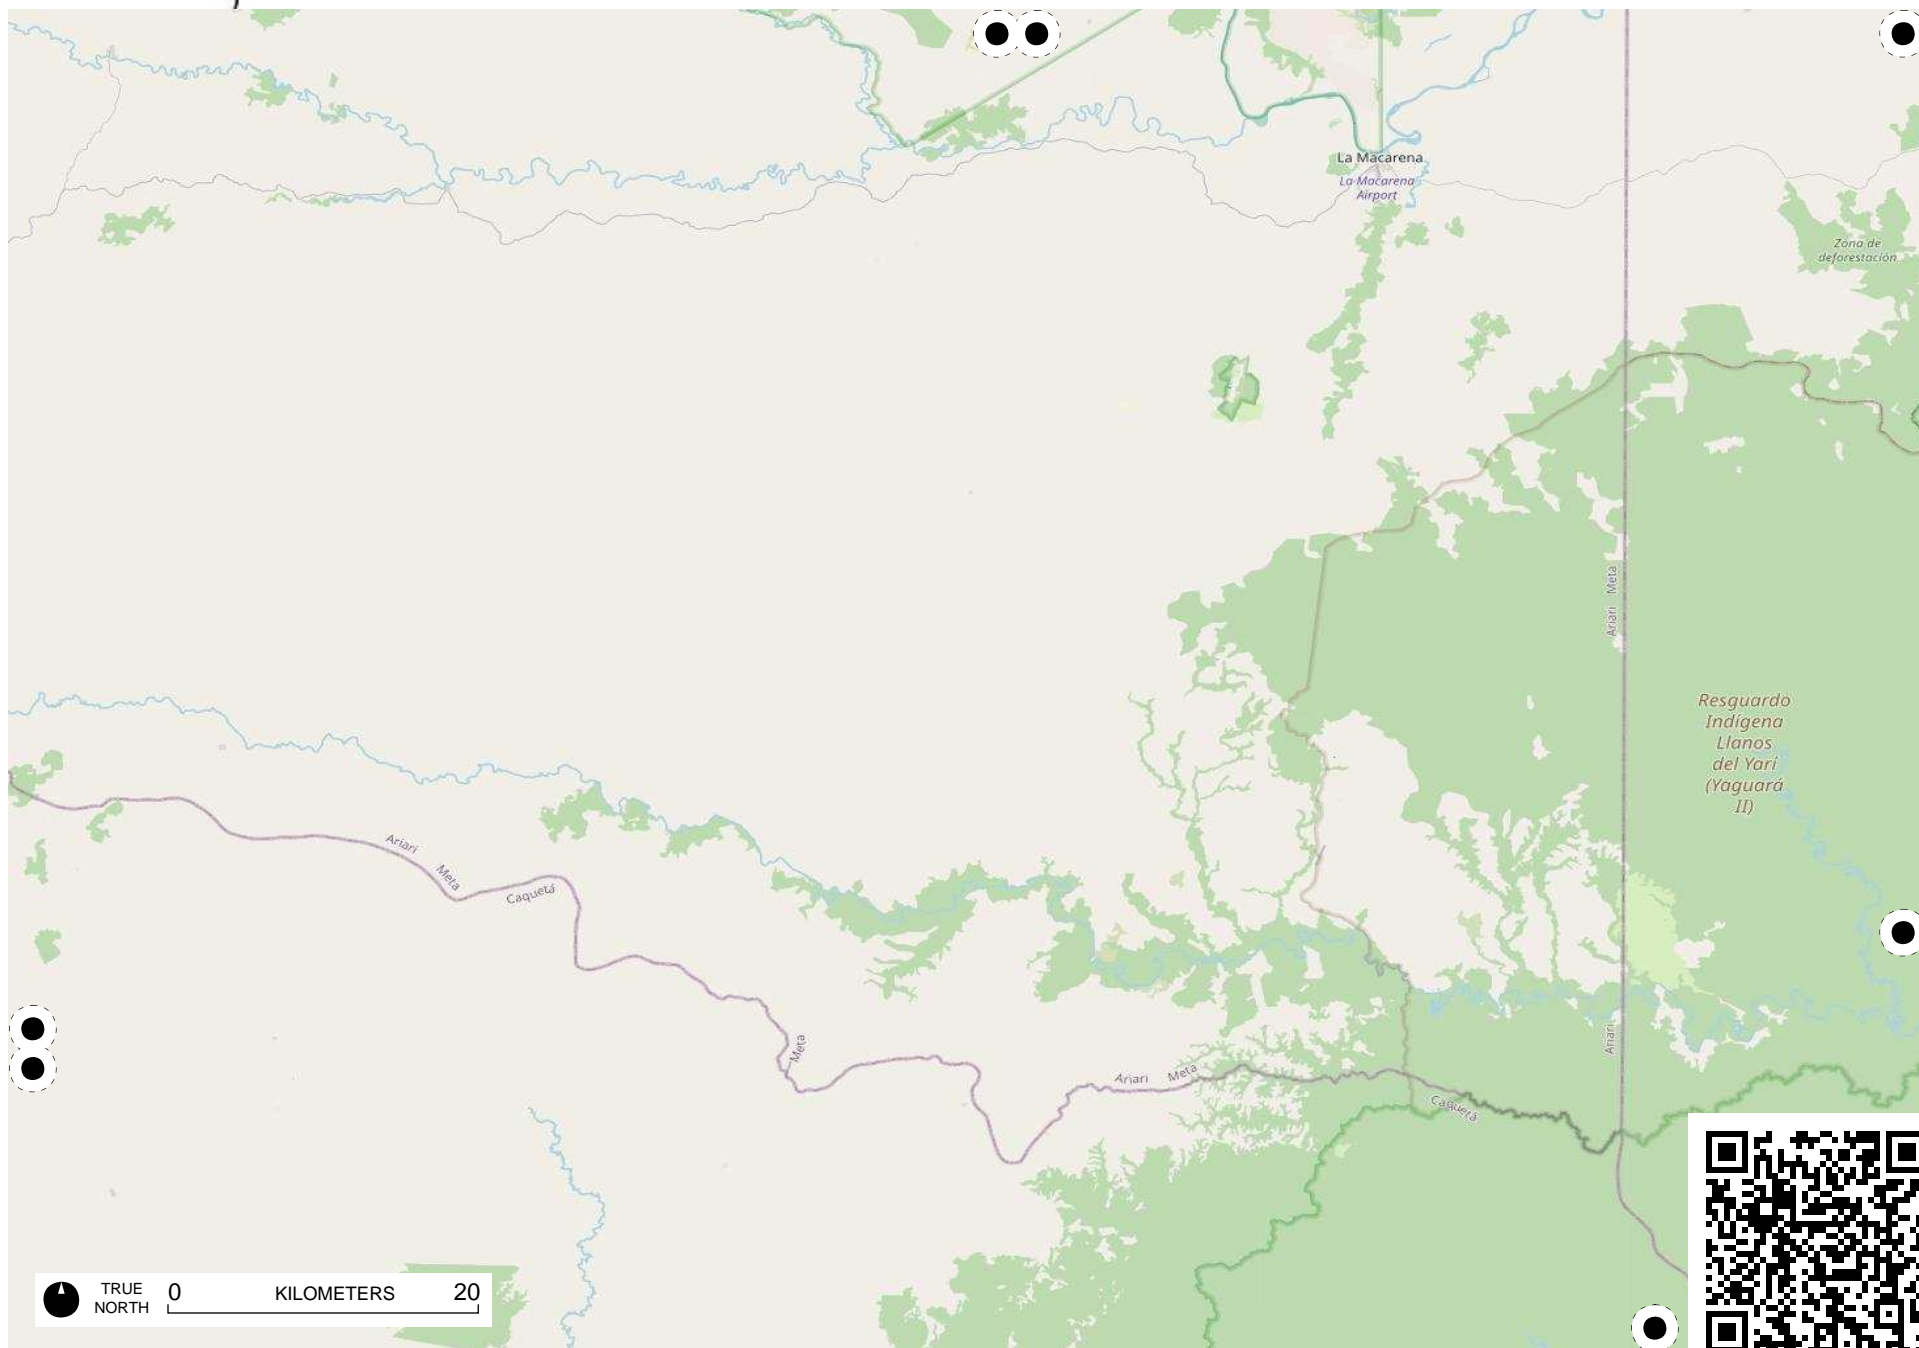 La Macarena
La Macarena
Airport
Zona de
deforestación
Ariari Meta
Resguardo
Indígena
Llanos
del Yarí
(Yaguará
II)
Ariari
Meta
Caquetá
Meta
Ariari Meta
Caquetá
Ariari
TRUE
NORTH
0 KILOMETERS 20